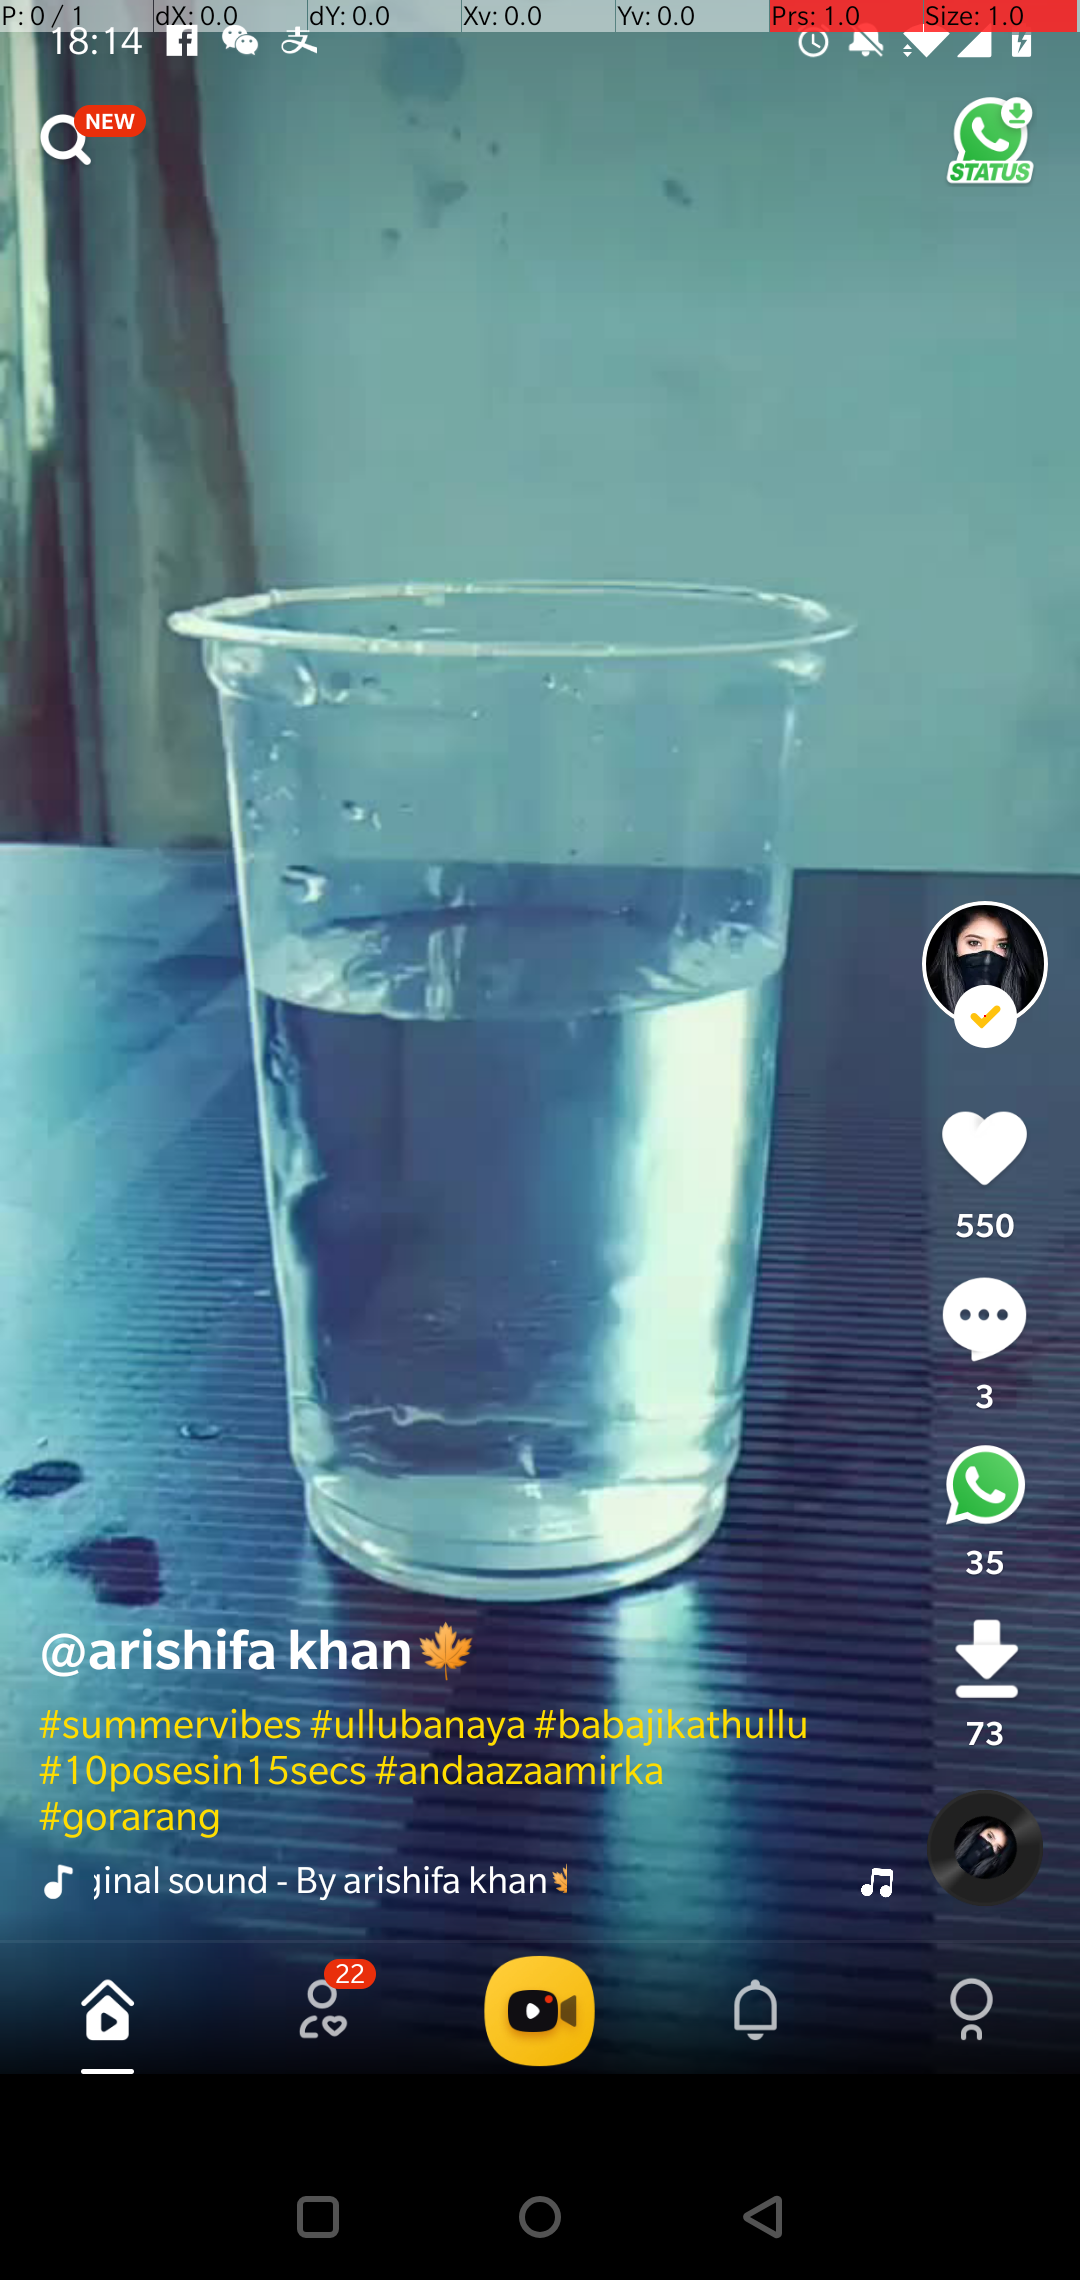 P: 0 / 1 dX: 0.0 dY: 0.0 Xv: 0.0 Yv: 0.0 Prs: 1.0 Size: 1.0
18:14 支
NEW
STATUS
550
3
35
@arishifa khan🍁
73
#summervibes #ullubanaya #babajikathullu
#10posesin15secs #andaazaamirka
#gorarang
ginal sound - By arishifa khan🍁
22